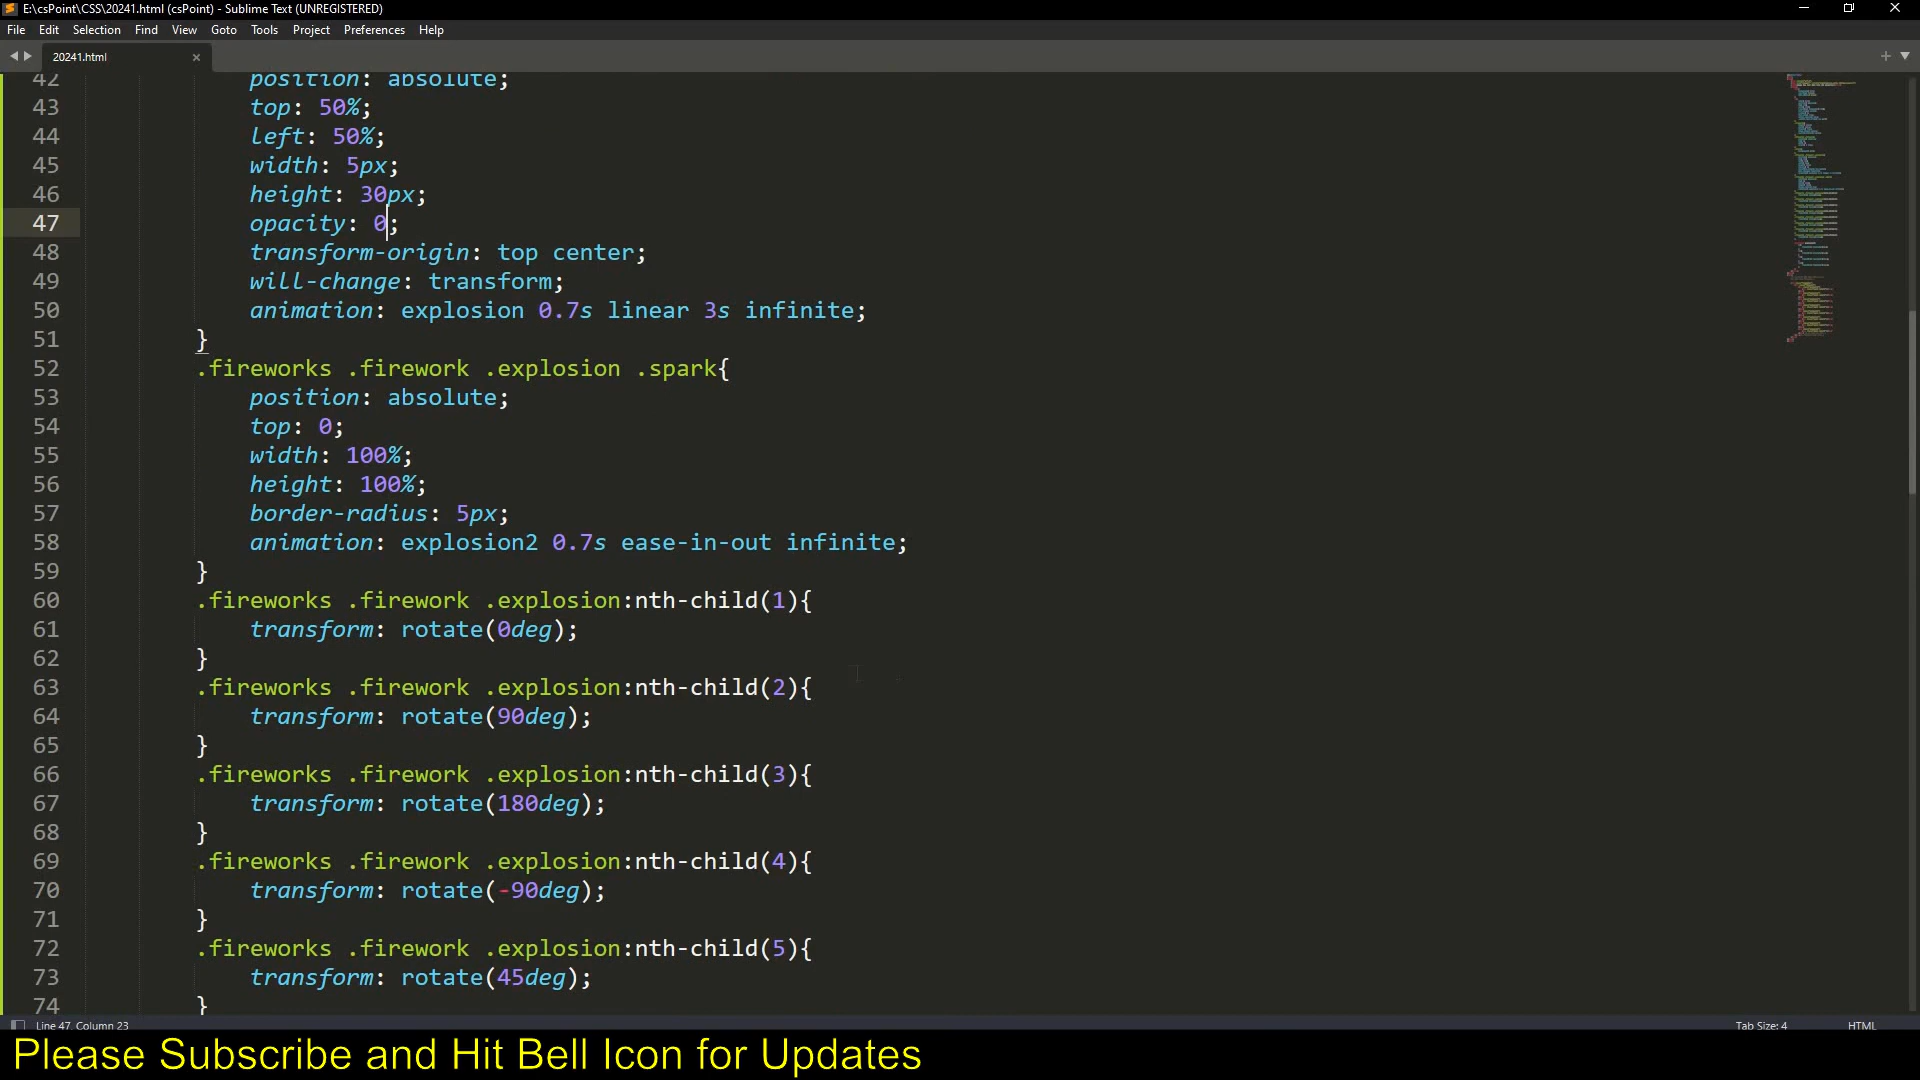 E:\csPoint\CSS\20241.html (csPoint) - Sublime Text (UNREGISTERED)
File Edit Selection Find View Goto Tools Project Preferences Help
20241.html
42 position: absolute;
43 top: 50%;
44 left: 50%;
45 width: 5px;
46 height: 30px;
47 opacity: 0;
48 transform-origin: top center;
49 will-change: transform;
50 animation: explosion 0.7s linear 3s infinite;
51 }
52 .fireworks .firework .explosion .spark{
53 position: absolute;
54 top: 0;
55 width: 100%;
56 height: 100%;
57 border-radius: 5px;
58 animation: explosion2 0.7s ease-in-out infinite;
59 }
60 .fireworks .firework .explosion:nth-child(1){
61 transform: rotate(0deg);
62 }
63 .fireworks .firework .explosion:nth-child(2){
64 transform: rotate(90deg);
65 }
66 .fireworks .firework .explosion:nth-child(3){
67 transform: rotate(180deg);
68 }
69 .fireworks .firework .explosion:nth-child(4){
70 transform: rotate(-90deg);
71 }
72 .fireworks .firework .explosion:nth-child(5){
73 transform: rotate(45deg);
74 }
Line 47, Column 23
Tab Size: 4
HTML
Please Subscribe and Hit Bell Icon for Updates